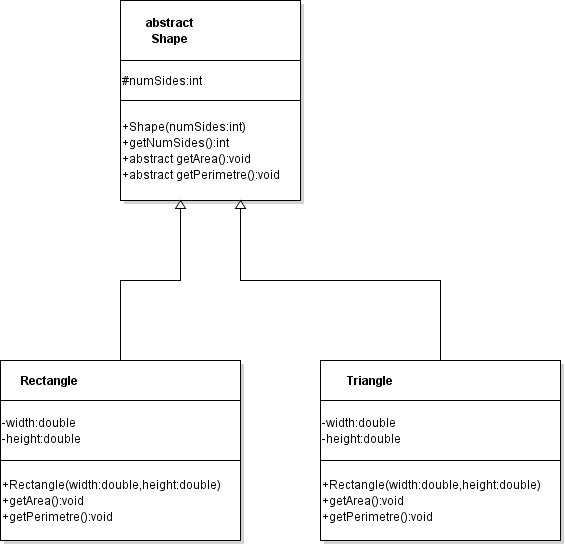 abstract
Shape
#numSides:int
+Shape(numSides:int)
+getNumSides():int
+abstract getArea():void
+abstract getPerimetre():void
Rectangle
-width:double
-height:double
+Rectangle(width:double,height:double)
+getArea():void
+getPerimetre():void
Triangle
-width:double
-height:double
+Rectangle(width:double,height:double)
+getArea():void
+getPerimetre():void